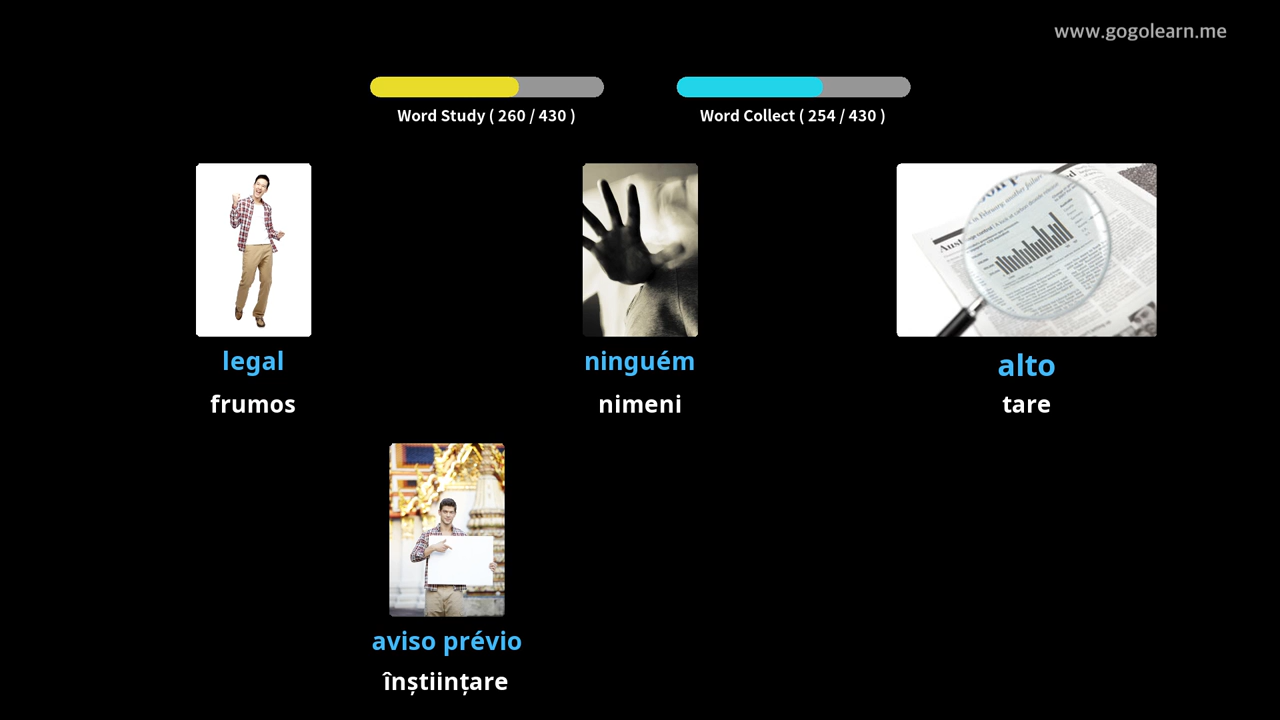 www.gogolearn.me
Word Study ( 260 / 430 )
Word Collect ( 254 / 430 )
legal
frumos
ninguém
nimeni
alto
tare
aviso prévio
înștiințare